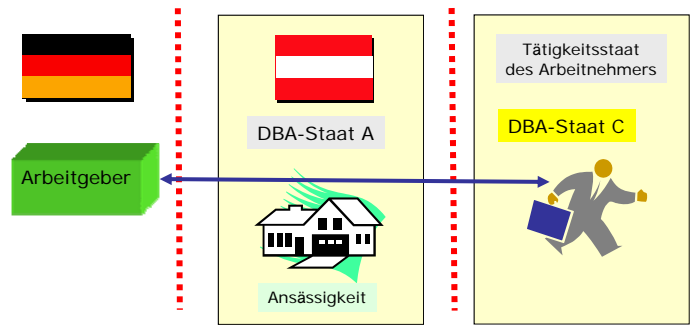 Arbeitgeber
DBA-Staat A
Ansässigkeit
Tätigkeitsstaat
des Arbeitnehmers
DBA-Staat C